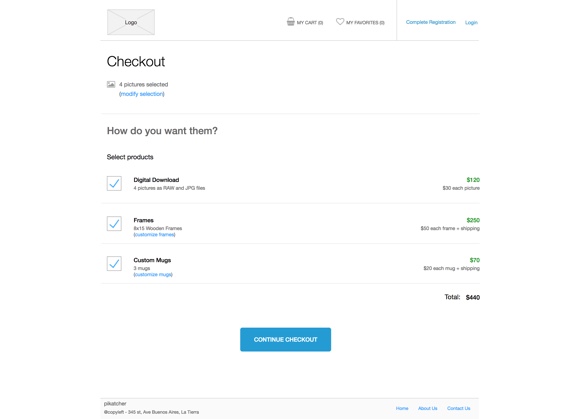 Logo
MY CART (0)
MY FAVORITES (0)
Complete Registration
Login
Checkout
4 pictures selected
(modify selection)
How do you want them?
Select products
Digital Download
$120
4 pictures as RAW and JPG files
$30 each picture
Frames
$250
8x15 Wooden Frames
$50 each frame + shipping
(customize frames)
Custom Mugs
$70
3 mugs
$20 each mug + shipping
(customize mugs)
Total: $440
CONTINUE CHECKOUT
pikatcher
@copyleft - 345 st, Ave Buenos Aires, La Tierra
Home
About Us
Contact Us